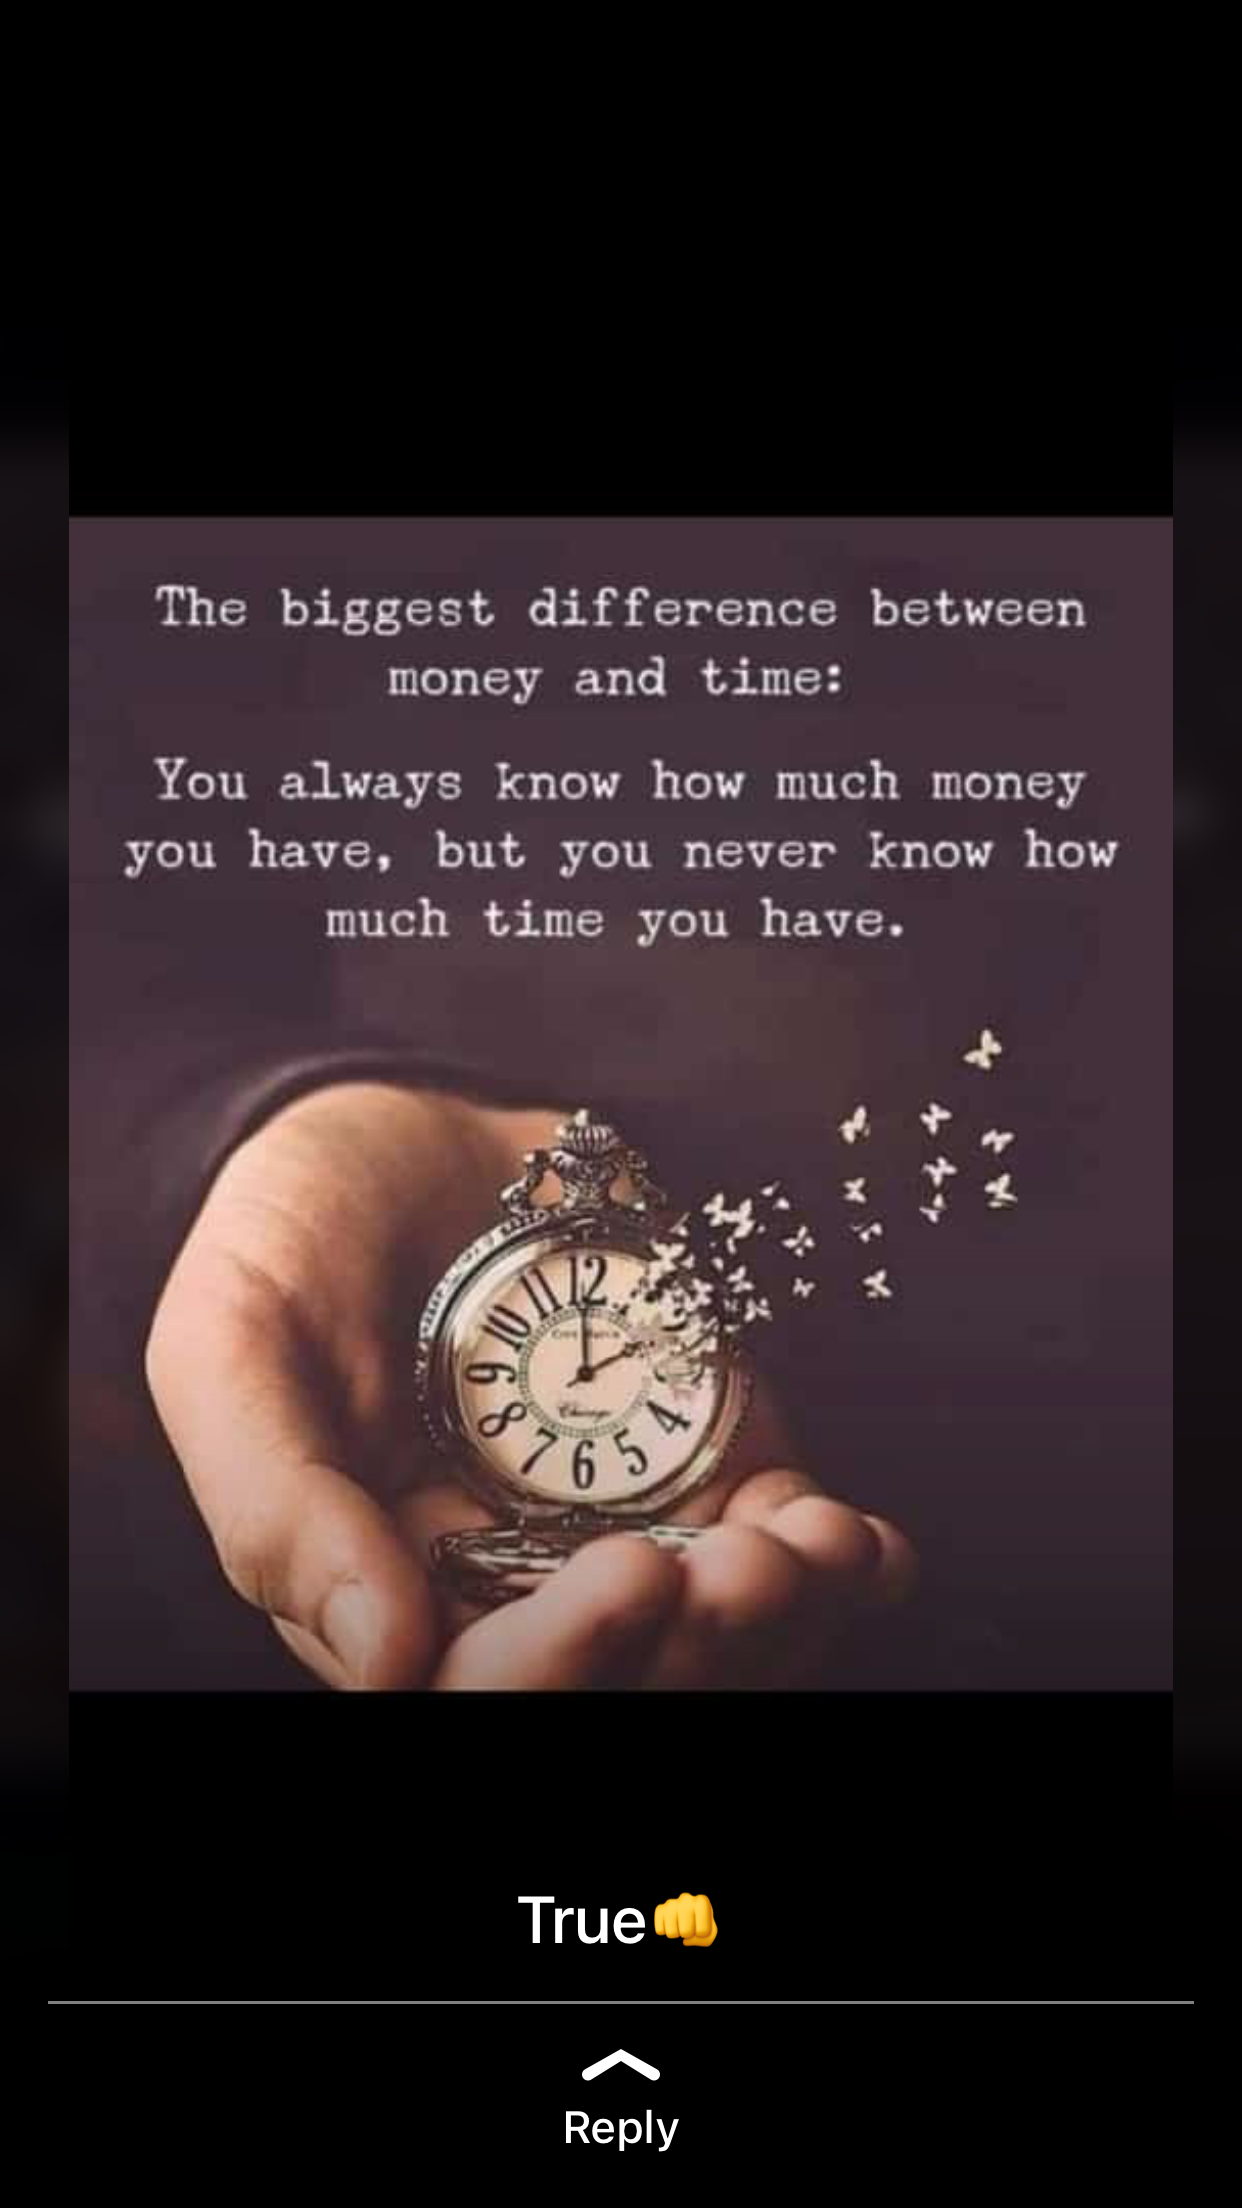 The biggest difference between
money and time:
You always know how much money
you have, but you never know how
much time you have.
12
11
10
9
8
7
6
5
4
True👊
Reply